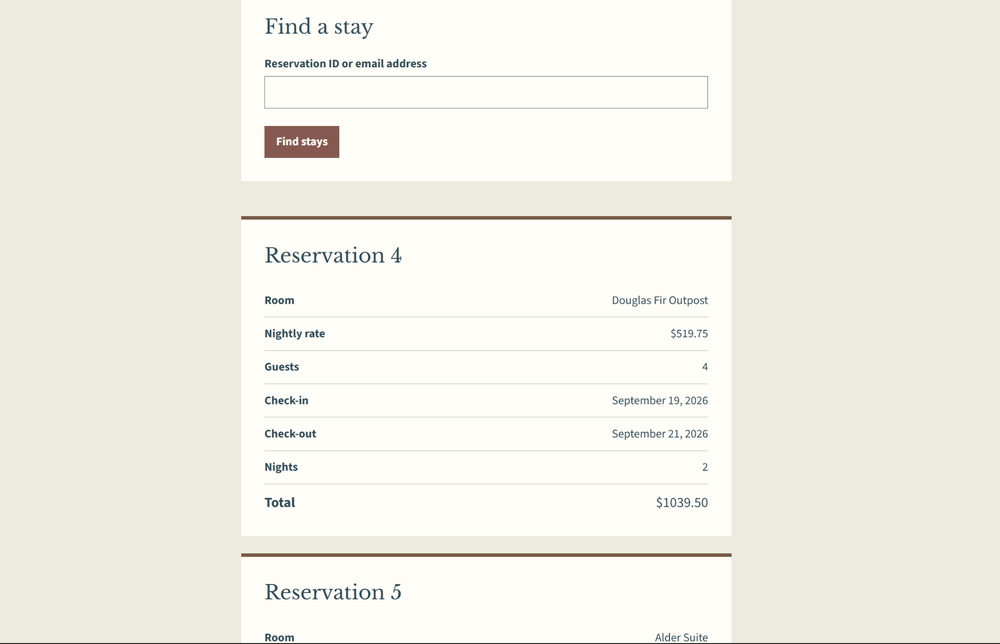 Find a stay
Reservation ID or email address
Find stays
Reservation 4
Room Douglas Fir Outpost
Nightly rate $519.75
Guests 4
Check-in September 19, 2026
Check-out September 21, 2026
Nights 2
Total $1039.50
Reservation 5
Room Alder Suite